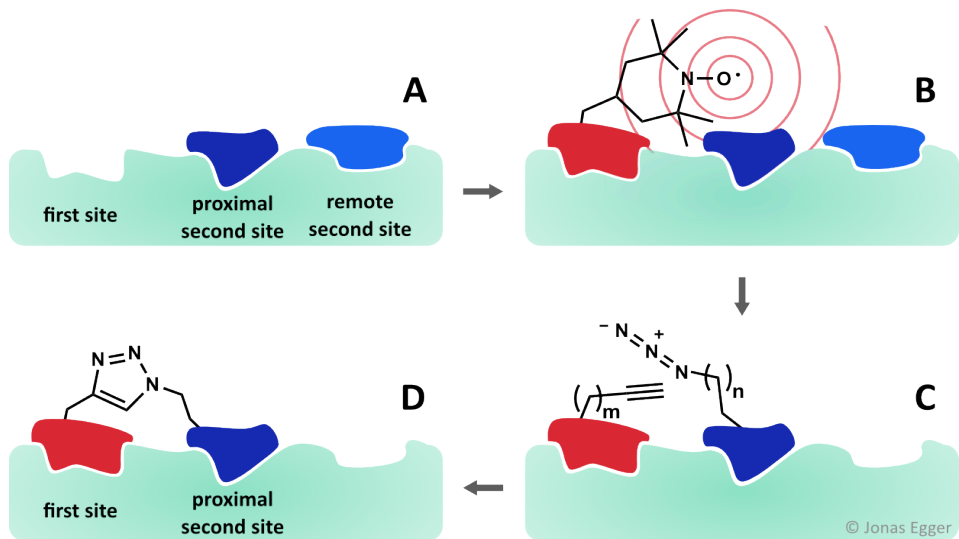 A
first site
proximal
second site
remote
second site
B
N
O•
D
N
N
N
first site
proximal
second site
C
− N
+
N
N
( )n
( )m
© Jonas Egger